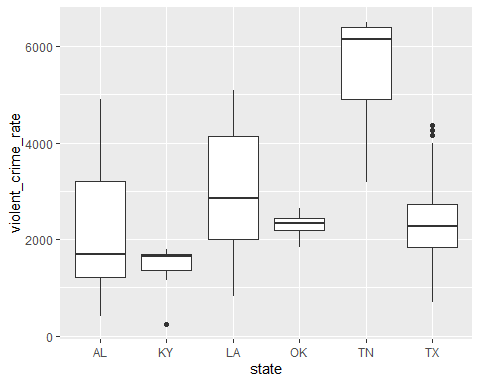 violent_crime_rate
6000
4000
2000
0
AL KY LA OK TN TX
state